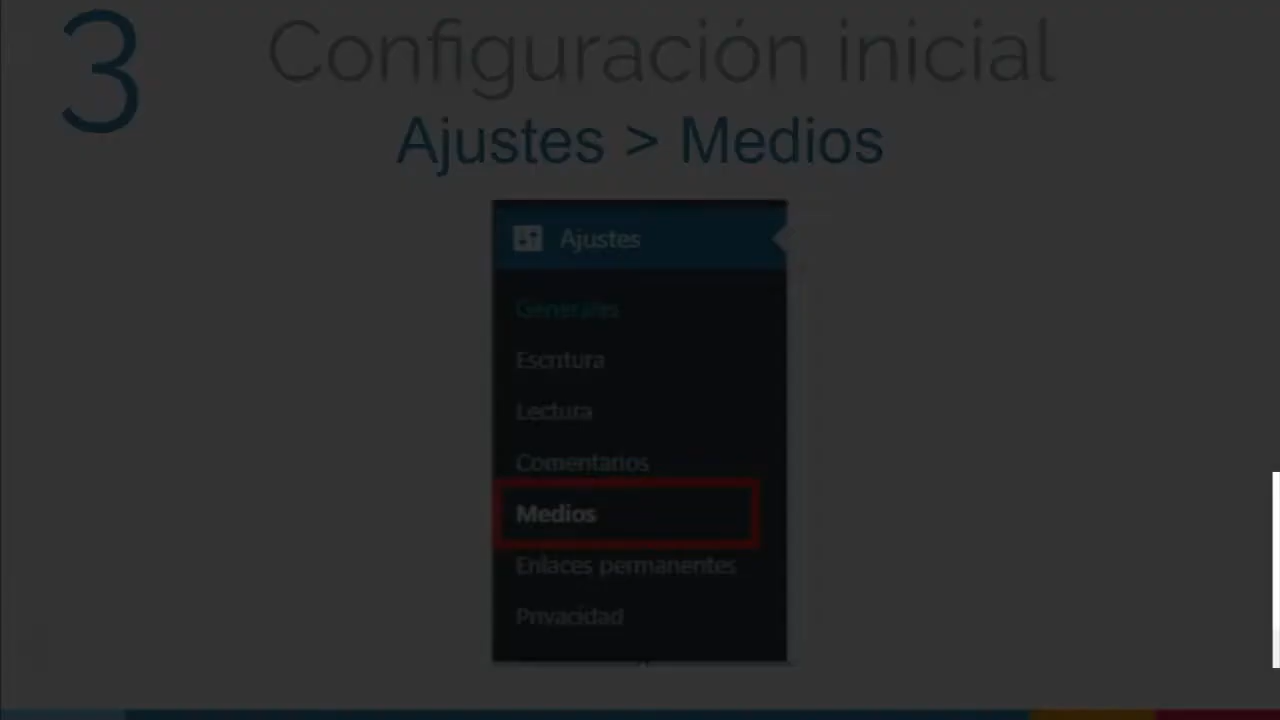 3
Configuración inicial
Ajustes > Medios
Ajustes
Generales
Escritura
Lectura
Comentarios
Medios
Enlaces permanentes
Privacidad